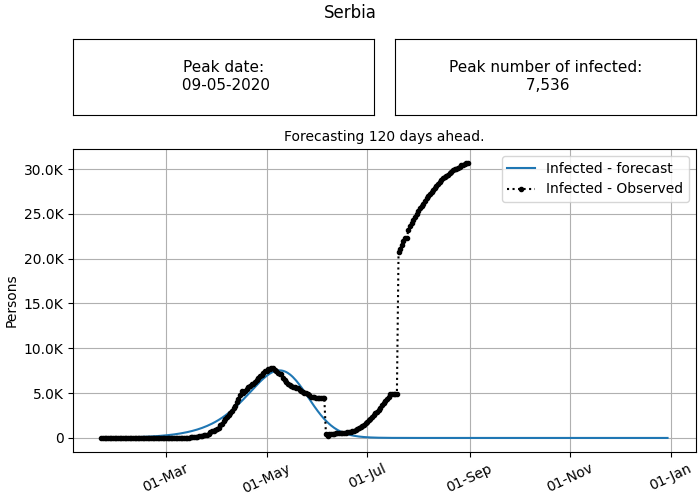 Serbia
Peak date:
09-05-2020
Peak number of infected:
7,536
Forecasting 120 days ahead.
Infected - forecast
Infected - Observed
30.0K
25.0K
20.0K
15.0K
10.0K
5.0K
0
Persons
01-Mar
01-May
01-Jul
01-Sep
01-Nov
01-Jan